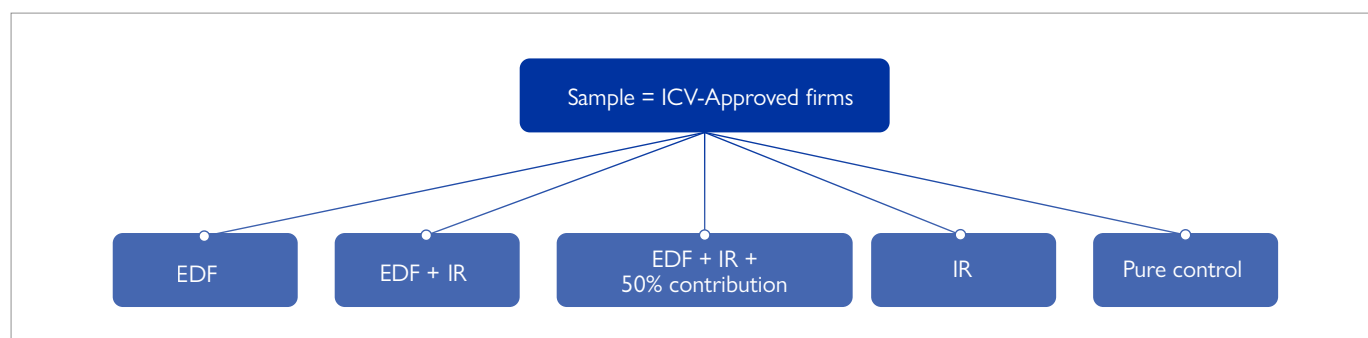 Sample = ICV-Approved firms
EDF
EDF + IR
EDF + IR +
50% contribution
IR
Pure control